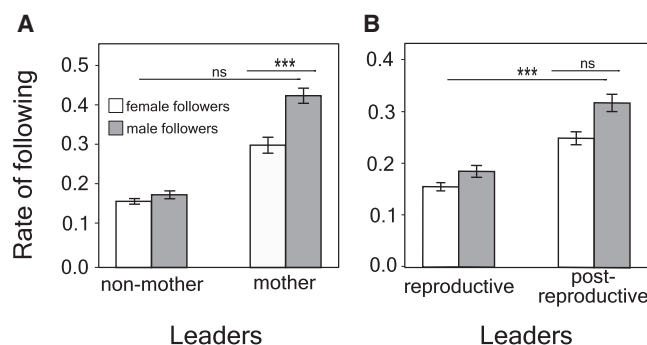 A
B
Rate of following
0.5
0.4
0.3
0.2
0.1
0.0
ns
***
female followers
male followers
non-mother
mother
Leaders
0.4
0.3
0.2
0.1
0.0
ns
***
reproductive
post-
reproductive
Leaders